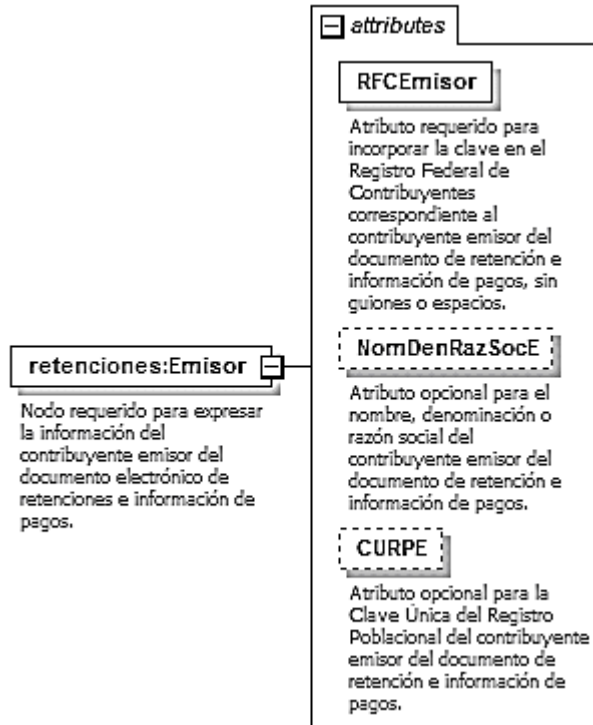 attributes
RFCEmisor
Atributo requerido para
incorporar la clave en el
Registro Federal de
Contribuyentes
correspondiente al
contribuyente emisor del
documento de retención e
información de pagos, sin
guiones o espacios.
retenciones:Emisor
Nodo requerido para expresar
la información del
contribuyente emisor del
documento electrónico de
retenciones e información de
pagos.
NomDenRazSocE
Atributo opcional para el
nombre, denominación o
razón social del
contribuyente emisor del
documento de retención e
información de pagos.
CURPE
Atributo opcional para la
Clave Única del Registro
Poblacional del contribuyente
emisor del documento de
retención e información de
pagos.